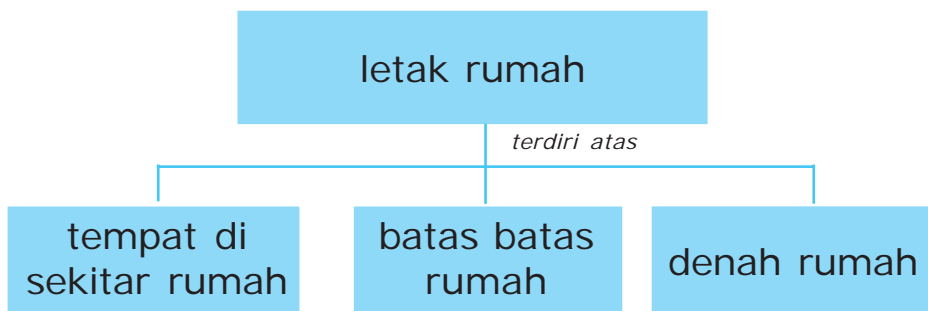 letak rumah
terdiri atas
tempat di
sekitar rumah
batas batas
rumah
denah rumah